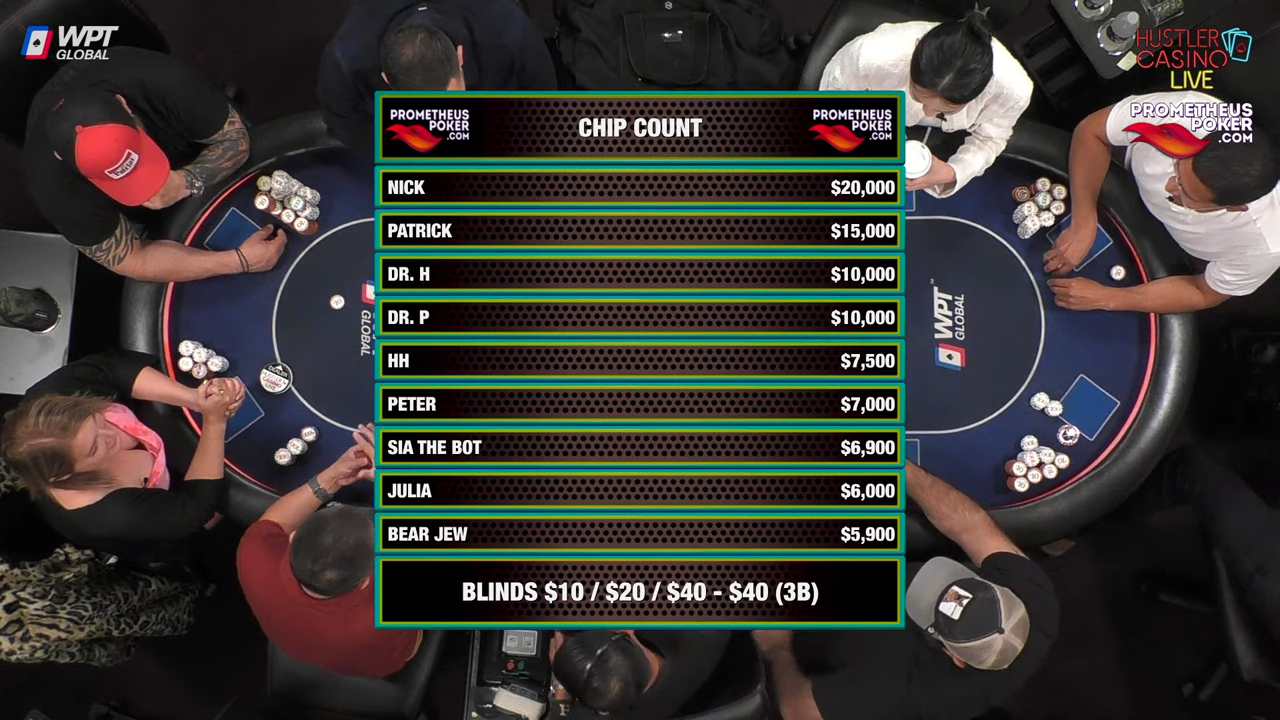 WPT
GLOBAL
HUSTLER
CASINO
LIVE
PROMETHEUS
POKER
.COM
PROMETHEUS
POKER
.COM
CHIP COUNT
PROMETHEUS
POKER
.COM
NICK $20,000
PATRICK $15,000
DR. H $10,000
DR. P $10,000
HH $7,500
PETER $7,000
SIA THE BOT $6,900
JULIA $6,000
BEAR JEW $5,900
BLINDS $10 / $20 / $40 - $40 (3B)
WPT
GLOBAL
GLOBAL
DEALER